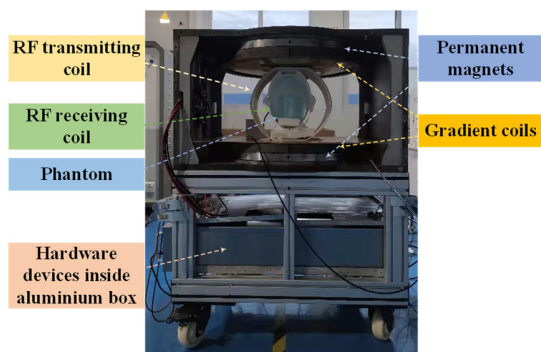 RF transmitting
coil
RF receiving
coil
Phantom
Hardware
devices inside
aluminium box
Permanent
magnets
Gradient coils